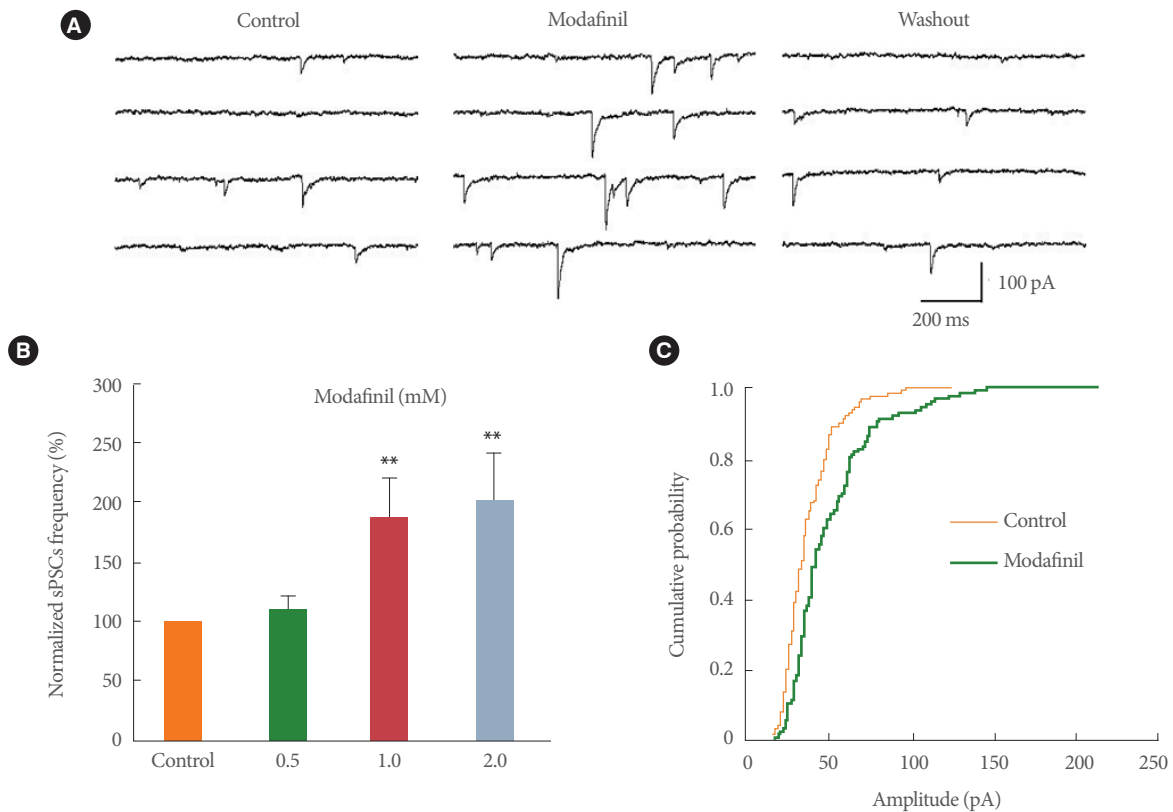 A
Control Modafinil Washout
100 pA
200 ms
B
Modafinil (mM)
Normalized sPSCs frequency (%)
300
250
200
150
100
50
0
** **
Control 0.5 1.0 2.0
C
Cumulative probability
1.0
0.8
0.6
0.4
0.2
0
Control
Modafinil
0 50 100 150 200 250
Amplitude (pA)